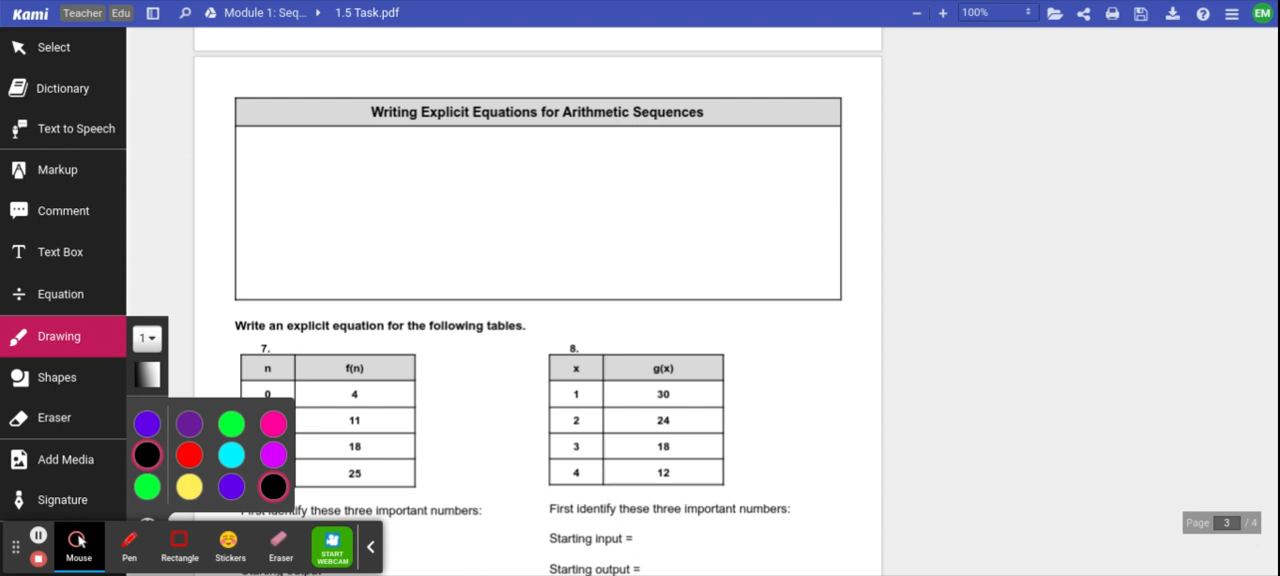 Kami Teacher Edu Module 1: Seq... 1.5 Task.pdf 100% EM
Select
Dictionary
Text to Speech
Markup
Comment
Text Box
Equation
Drawing
1
Shapes
Eraser
Add Media
Signature
Writing Explicit Equations for Arithmetic Sequences
Write an explicit equation for the following tables.
7.
n f(n)
0 4
11
18
25
First identify these three important numbers:
8.
x g(x)
1 30
2 24
3 18
4 12
First identify these three important numbers:
Starting input =
Starting output =
Page 3 / 4
Mouse Pen Rectangle Stickers Eraser START WEBCAM